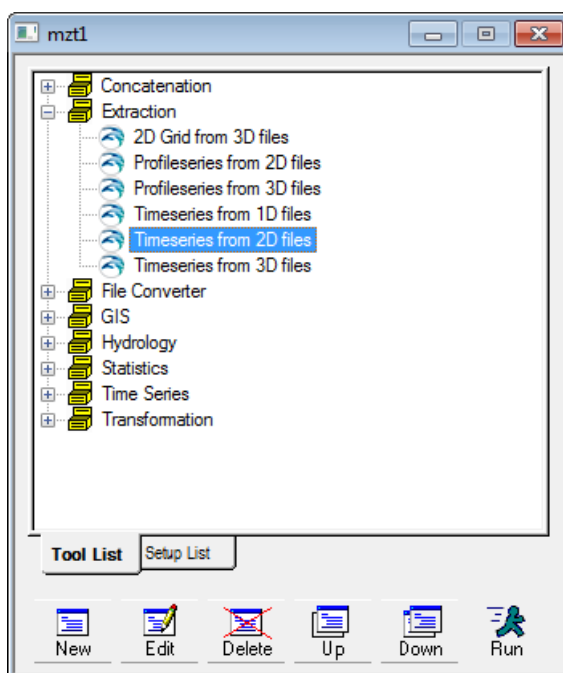 mzt1
Concatenation
Extraction
2D Grid from 3D files
Profileseries from 2D files
Profileseries from 3D files
Timeseries from 1D files
Timeseries from 2D files
Timeseries from 3D files
File Converter
GIS
Hydrology
Statistics
Time Series
Transformation
Tool List Setup List
New Edit Delete Up Down Run